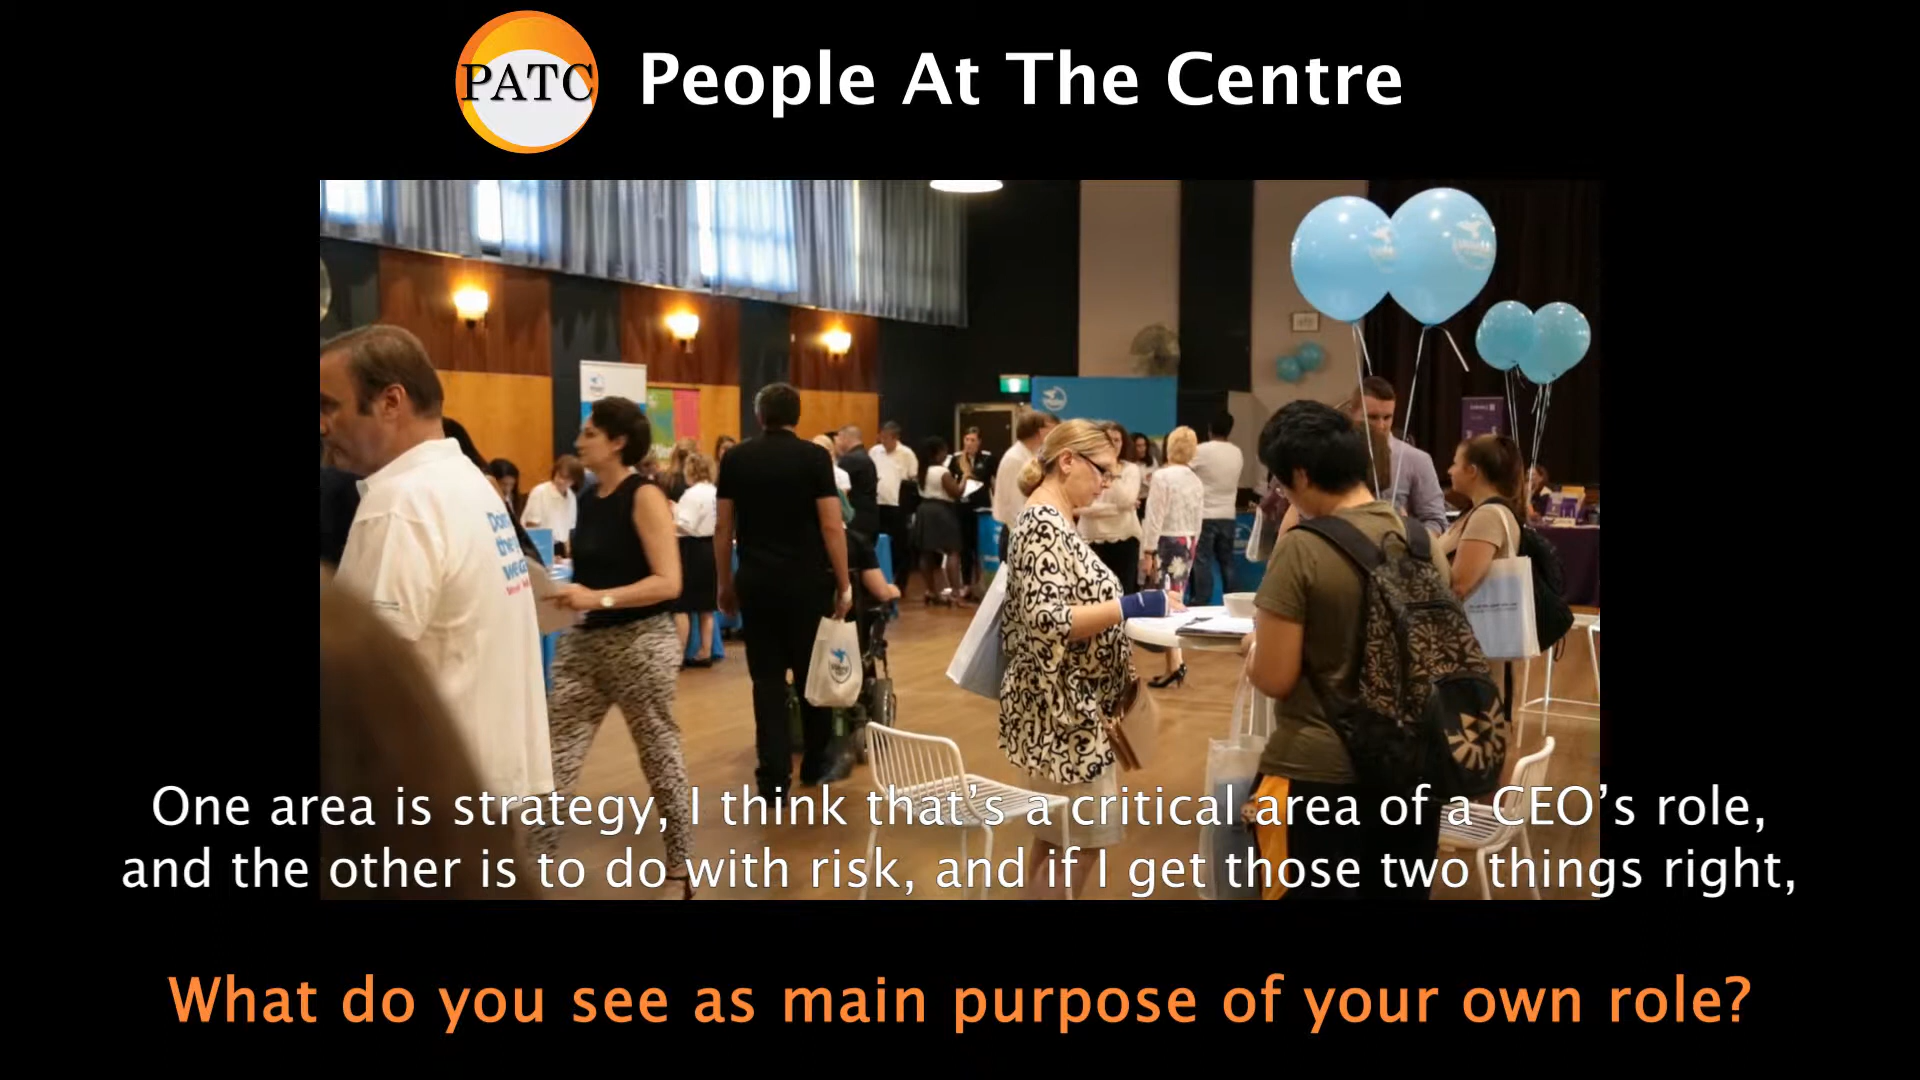 PATC
People At The Centre
One area is strategy, I think that’s a critical area of a CEO’s role,
and the other is to do with risk, and if I get those two things right,
What do you see as main purpose of your own role?